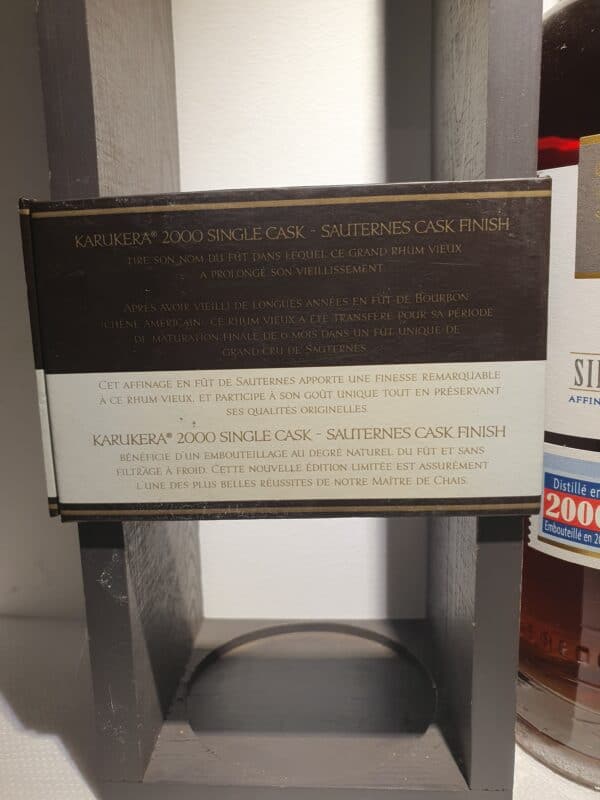 KARUKERA® 2000 SINGLE CASK - SAUTERNES CASK FINISH
TIRE SON NOM DU FÛT DANS LEQUEL CE GRAND RHUM VIEUX
A PROLONGÉ SON VIEILLISSEMENT
APRÈS AVOIR VIEILLI DE LONGUES ANNÉES EN FÛT DE BOURBON
(CHÊNE AMÉRICAIN), CE RHUM VIEUX A ÉTÉ TRANSFÉRÉ POUR SA PÉRIODE
DE MATURATION FINALE DE 6 MOIS DANS UN FÛT UNIQUE DE
GRAND CRU DE SAUTERNES.
CET AFFINAGE EN FÛT DE SAUTERNES APPORTE UNE FINESSE REMARQUABLE
À CE RHUM VIEUX, ET PARTICIPE À SON GOÛT UNIQUE TOUT EN PRÉSERVANT
SES QUALITÉS ORIGINELLES.
KARUKERA® 2000 SINGLE CASK - SAUTERNES CASK FINISH
BÉNÉFICIE D'UN EMBOUTEILLAGE AU DEGRÉ NATUREL DU FÛT ET SANS
FILTRAGE À FROID. CETTE NOUVELLE ÉDITION LIMITÉE EST ASSURÉMENT
L'UNE DES PLUS BELLES RÉUSSITES DE NOTRE MAÎTRE DE CHAIS.
SI
AFFIN
Distillé en
2000
Embouteillé en 2